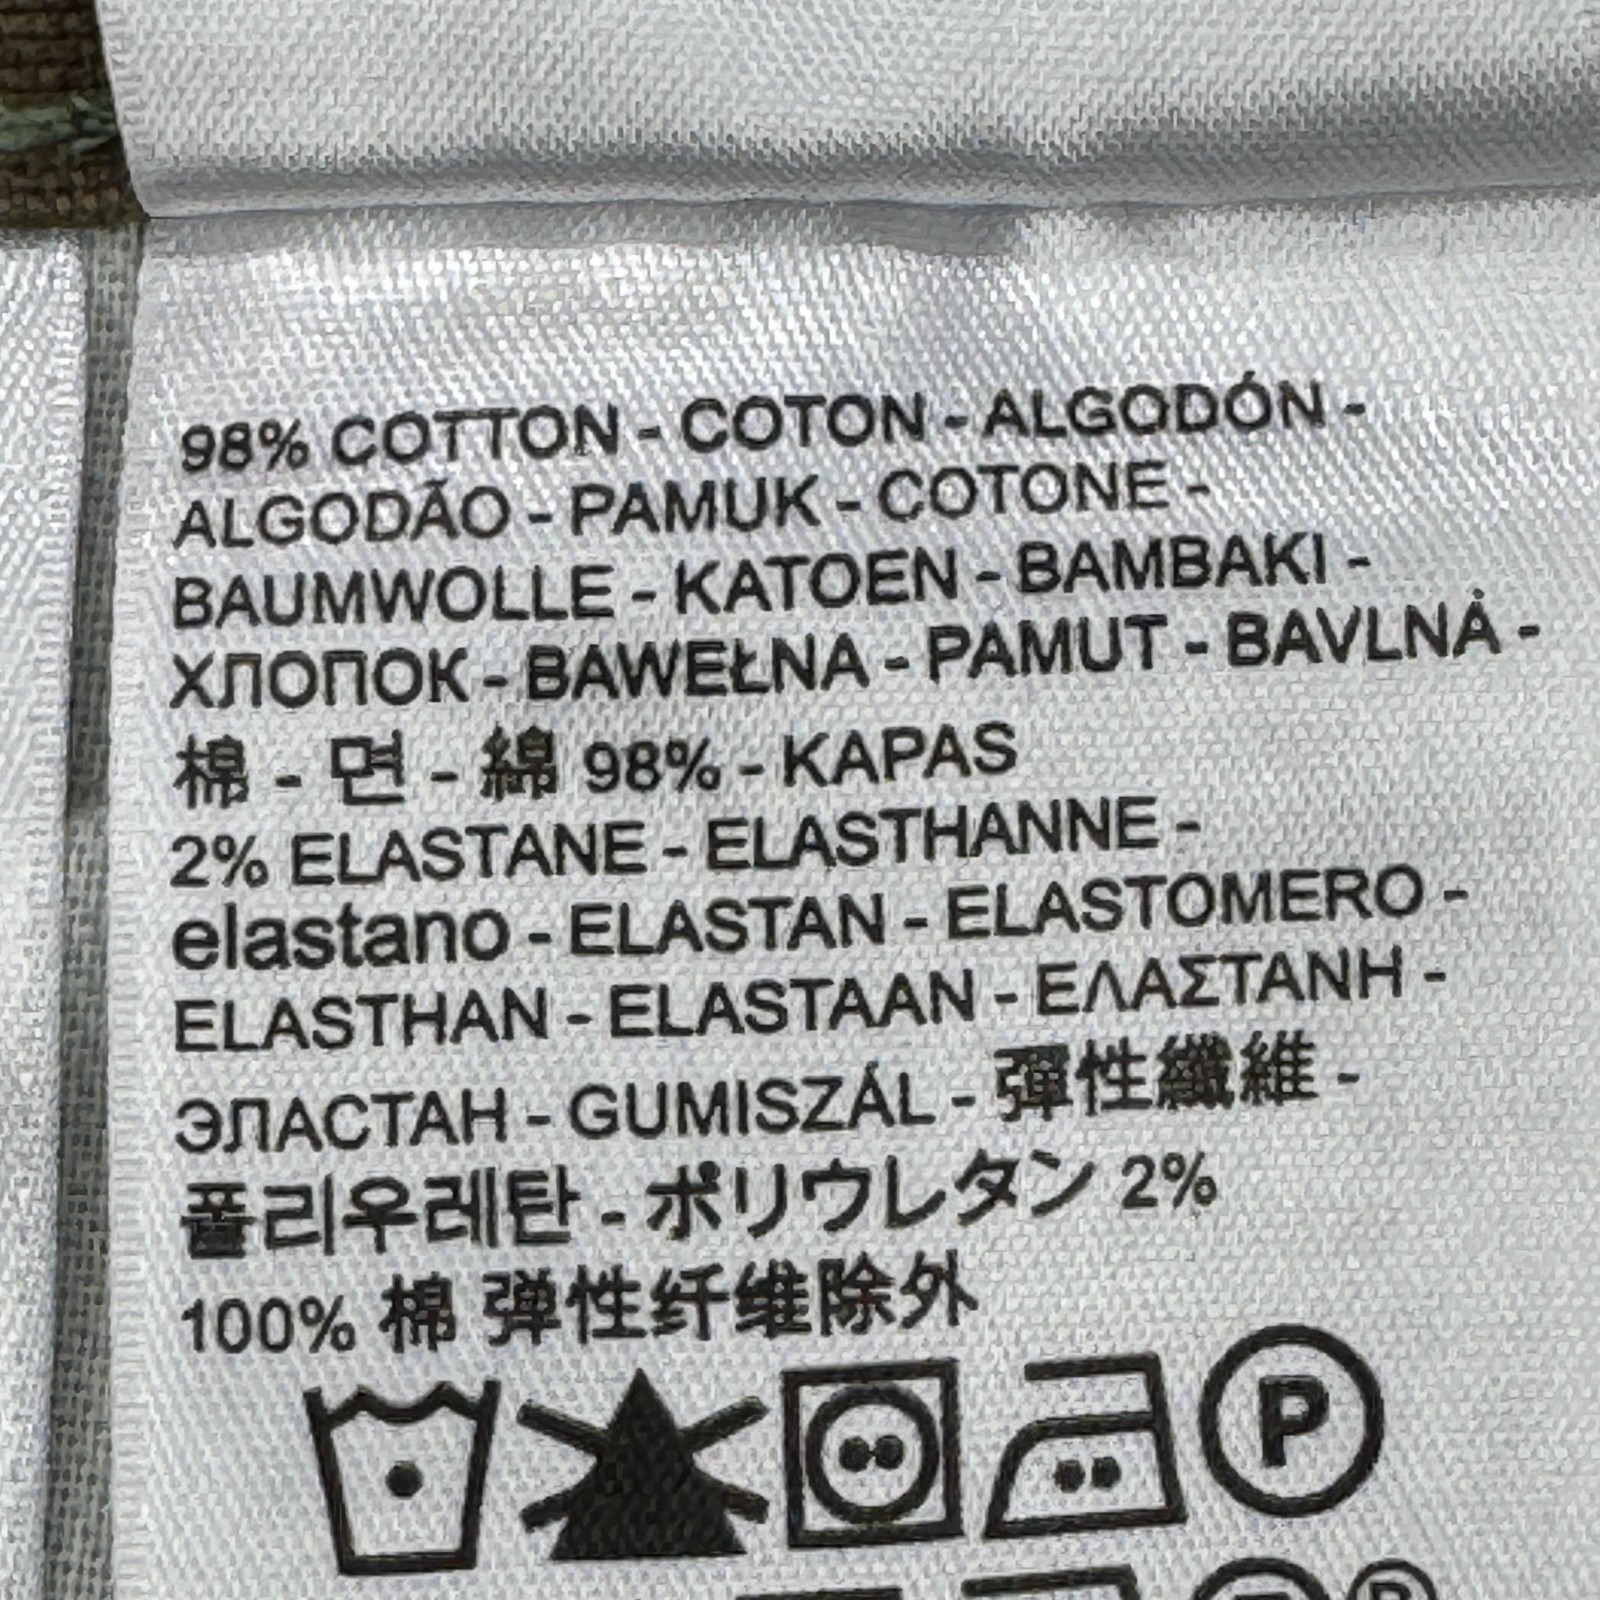 98% COTTON - COTON - ALGODÓN -
ALGODÃO - PAMUK - COTONE -
BAUMWOLLE - KATOEN - BAMBAKI -
ХЛОПОК - BAWEŁNA - PAMUT - BAVLNȦ -
棉 - 면 - 綿 98% - KAPAS
2% ELASTANE - ELASTHANNE -
elastano - ELASTAN - ELASTOMERO -
ELASTHAN - ELASTAAN - ΕΛΑΣΤΑΝΗ -
ЭЛАСТАН - GUMISZÁL - 彈性纖維 -
폴리우레탄 - ポリウレタン 2%
100% 棉 弹性纤维除外
P